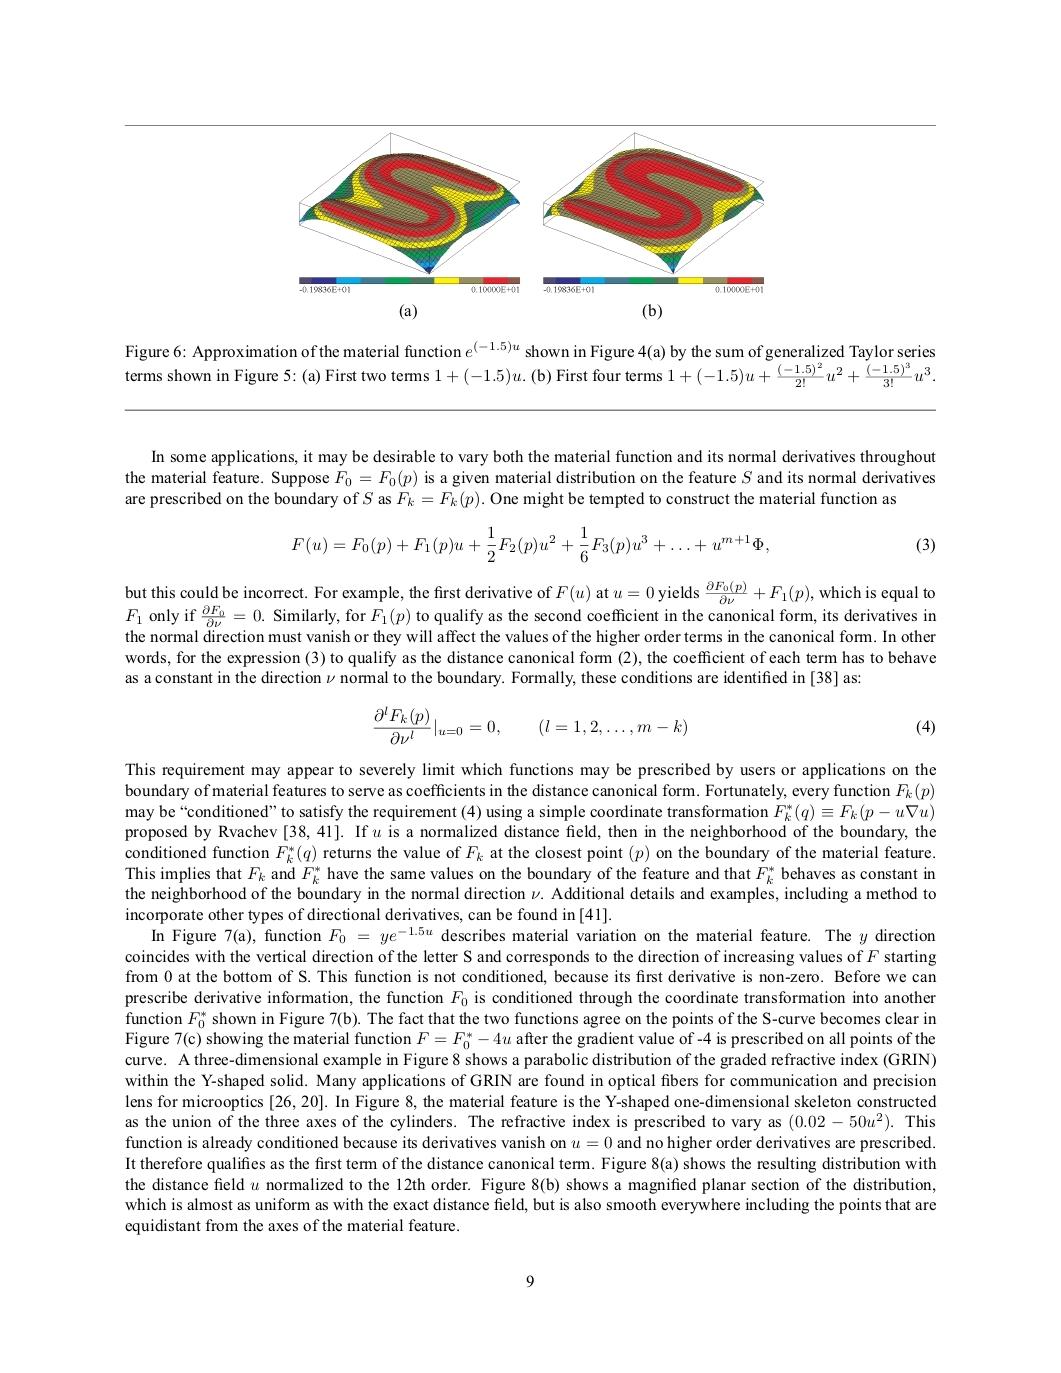 -0.19836E+01 0.10000E+01 -0.19836E+01 0.10000E+01
(a) (b)
Figure 6: Approximation of the material function e^{(−1.5)u} shown in Figure 4(a) by the sum of generalized Taylor series
terms shown in Figure 5: (a) First two terms 1 + (−1.5)u. (b) First four terms 1 + (−1.5)u + \frac{(−1.5)^2}{2!}u^2 + \frac{(−1.5)^3}{3!}u^3.
In some applications, it may be desirable to vary both the material function and its normal derivatives throughout
the material feature. Suppose F_0 = F_0(p) is a given material distribution on the feature S and its normal derivatives
are prescribed on the boundary of S as F_k = F_k(p). One might be tempted to construct the material function as
F(u) = F_0(p) + F_1(p)u + \frac{1}{2}F_2(p)u^2 + \frac{1}{6}F_3(p)u^3 + . . . + u^{m+1}Φ, (3)
but this could be incorrect. For example, the first derivative of F(u) at u = 0 yields \frac{∂F_0(p)}{∂ν} + F_1(p), which is equal to
F_1 only if \frac{∂F_0}{∂ν} = 0. Similarly, for F_1(p) to qualify as the second coefficient in the canonical form, its derivatives in
the normal direction must vanish or they will affect the values of the higher order terms in the canonical form. In other
words, for the expression (3) to qualify as the distance canonical form (2), the coefficient of each term has to behave
as a constant in the direction ν normal to the boundary. Formally, these conditions are identified in [38] as:
\frac{∂^l F_k(p)}{∂ν^l}|_{u=0} = 0, (l = 1, 2, . . . , m − k) (4)
This requirement may appear to severely limit which functions may be prescribed by users or applications on the
boundary of material features to serve as coefficients in the distance canonical form. Fortunately, every function F_k(p)
may be “conditioned” to satisfy the requirement (4) using a simple coordinate transformation F_k^*(q) ≡ F_k(p − u∇u)
proposed by Rvachev [38, 41]. If u is a normalized distance field, then in the neighborhood of the boundary, the
conditioned function F_k^*(q) returns the value of F_k at the closest point (p) on the boundary of the material feature.
This implies that F_k and F_k^* have the same values on the boundary of the feature and that F_k^* behaves as constant in
the neighborhood of the boundary in the normal direction ν. Additional details and examples, including a method to
incorporate other types of directional derivatives, can be found in [41].
In Figure 7(a), function F_0 = ye^{−1.5u} describes material variation on the material feature. The y direction
coincides with the vertical direction of the letter S and corresponds to the direction of increasing values of F starting
from 0 at the bottom of S. This function is not conditioned, because its first derivative is non-zero. Before we can
prescribe derivative information, the function F_0 is conditioned through the coordinate transformation into another
function F_0^* shown in Figure 7(b). The fact that the two functions agree on the points of the S-curve becomes clear in
Figure 7(c) showing the material function F = F_0^* − 4u after the gradient value of -4 is prescribed on all points of the
curve. A three-dimensional example in Figure 8 shows a parabolic distribution of the graded refractive index (GRIN)
within the Y-shaped solid. Many applications of GRIN are found in optical fibers for communication and precision
lens for microoptics [26, 20]. In Figure 8, the material feature is the Y-shaped one-dimensional skeleton constructed
as the union of the three axes of the cylinders. The refractive index is prescribed to vary as (0.02 − 50u^2). This
function is already conditioned because its derivatives vanish on u = 0 and no higher order derivatives are prescribed.
It therefore qualifies as the first term of the distance canonical term. Figure 8(a) shows the resulting distribution with
the distance field u normalized to the 12th order. Figure 8(b) shows a magnified planar section of the distribution,
which is almost as uniform as with the exact distance field, but is also smooth everywhere including the points that are
equidistant from the axes of the material feature.
9